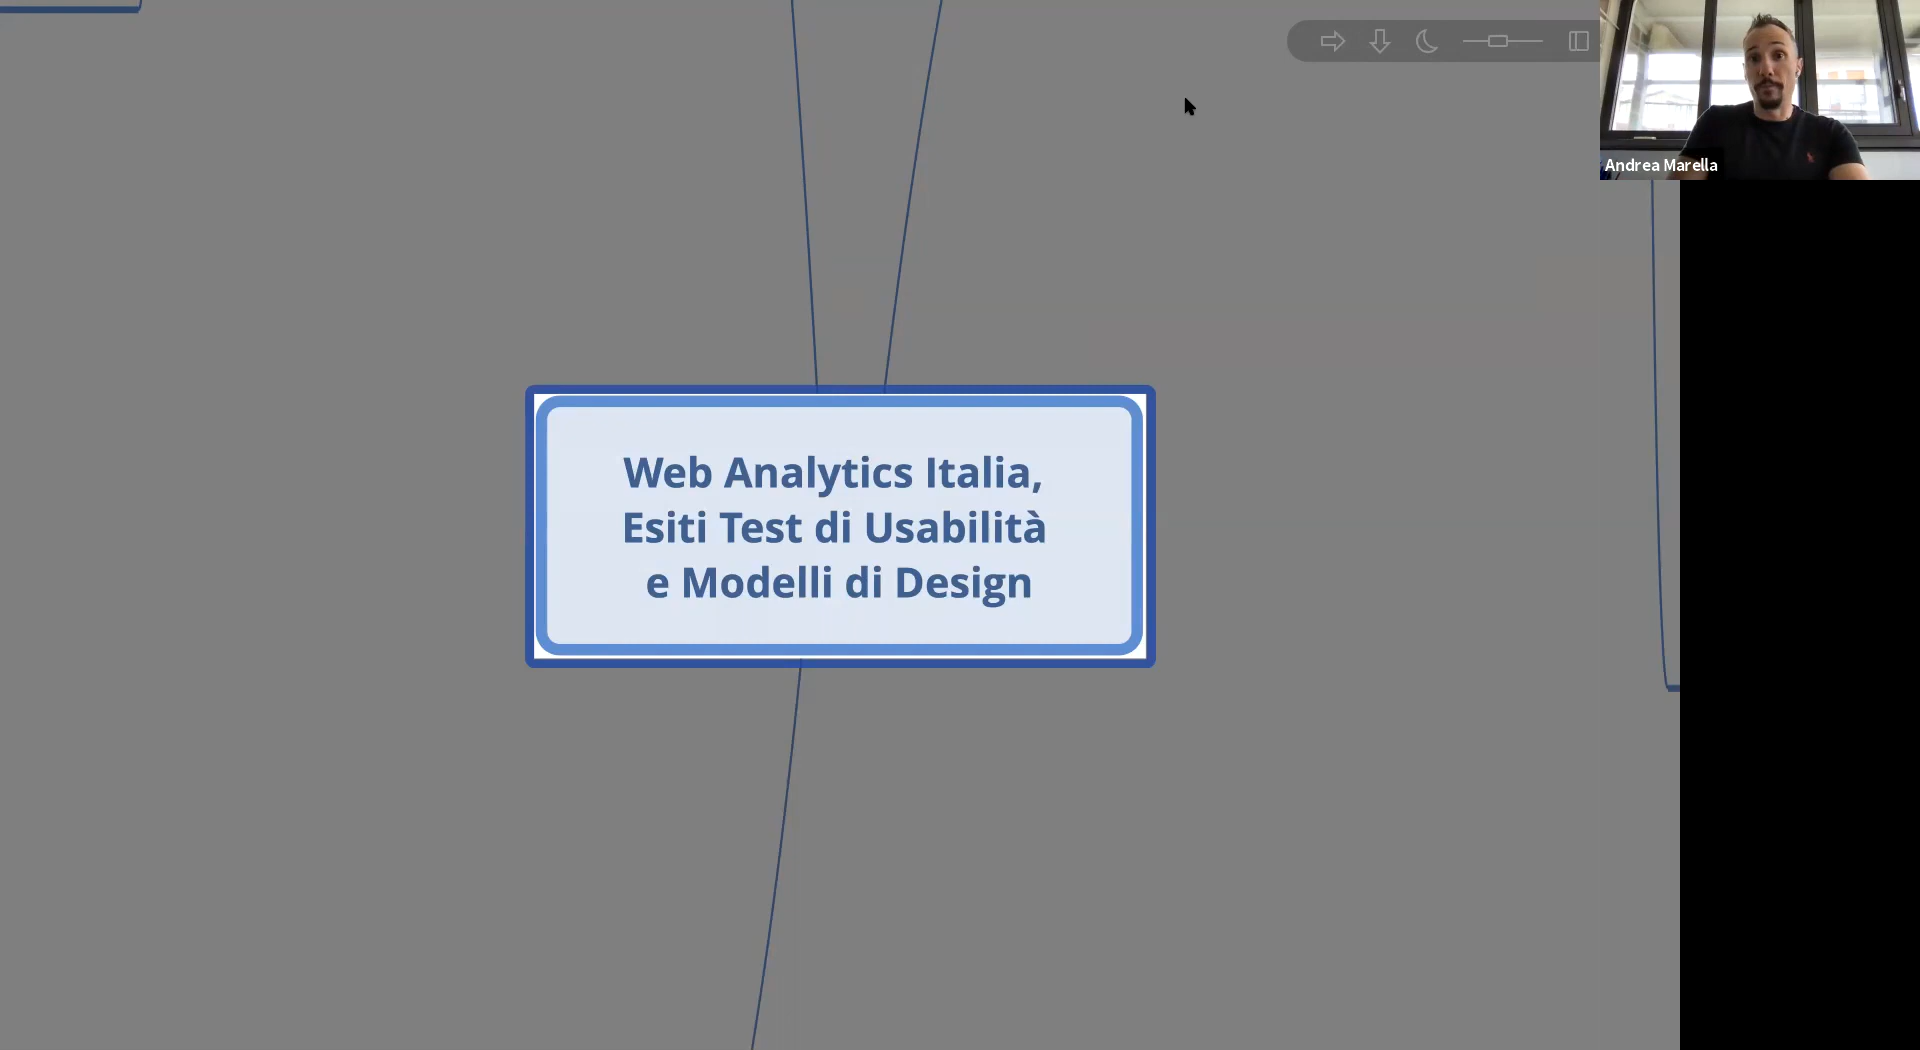 Andrea Marella
Web Analytics Italia,
Esiti Test di Usabilità
e Modelli di Design